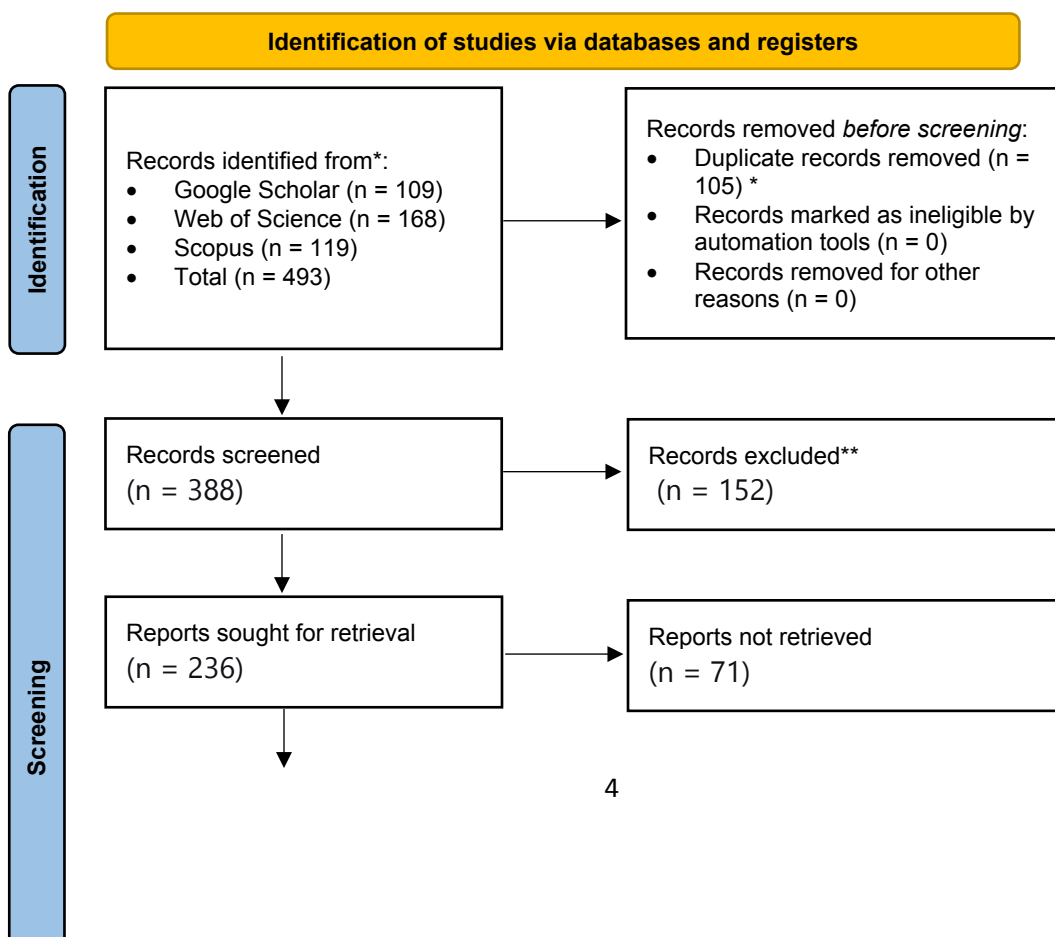 Identification of studies via databases and registers
Identification
Records identified from*:
• Google Scholar (n = 109)
• Web of Science (n = 168)
• Scopus (n = 119)
• Total (n = 493)
Records removed before screening:
• Duplicate records removed (n =
105) *
• Records marked as ineligible by
automation tools (n = 0)
• Records removed for other
reasons (n = 0)
Screening
Records screened
(n = 388)
Records excluded**
(n = 152)
Reports sought for retrieval
(n = 236)
Reports not retrieved
(n = 71)
4